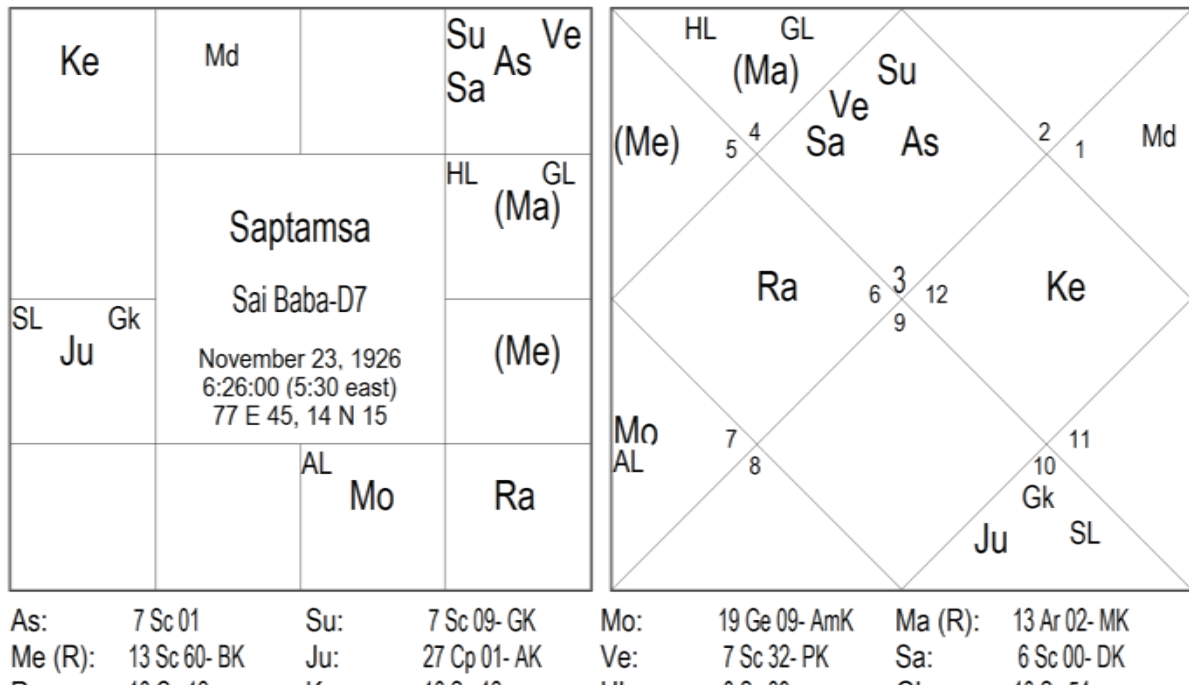 Ke
Md
Su Ve
As
Sa
HL GL
(Ma)
Saptamsa
Sai Baba-D7
November 23, 1926
6:26:00 (5:30 east)
77 E 45, 14 N 15
SL Gk
Ju
(Me)
AL
Mo
Ra
HL GL
(Ma)
Su
Ve
(Me)
5 4
Sa As
2 1
Md
Ra
6 3 12
9
Ke
Mo
AL
7
8
11
10
Gk
Ju SL
As: 7 Sc 01 Su: 7 Sc 09- GK Mo: 19 Ge 09- AmK Ma (R): 13 Ar 02- MK
Me (R): 13 Sc 60- BK Ju: 27 Cp 01- AK Ve: 7 Sc 32- PK Sa: 6 Sc 00- DK